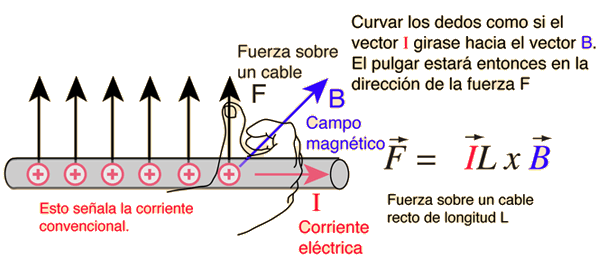 Fuerza sobre
un cable
F
B
Campo
magnético
I
Corriente
eléctrica
Esto señala la corriente
convencional.
+ + + + + +
Curvar los dedos como si el
vector I girase hacia el vector B.
El pulgar estará entonces en la
dirección de la fuerza F
F = IL x B
Fuerza sobre un cable
recto de longitud L